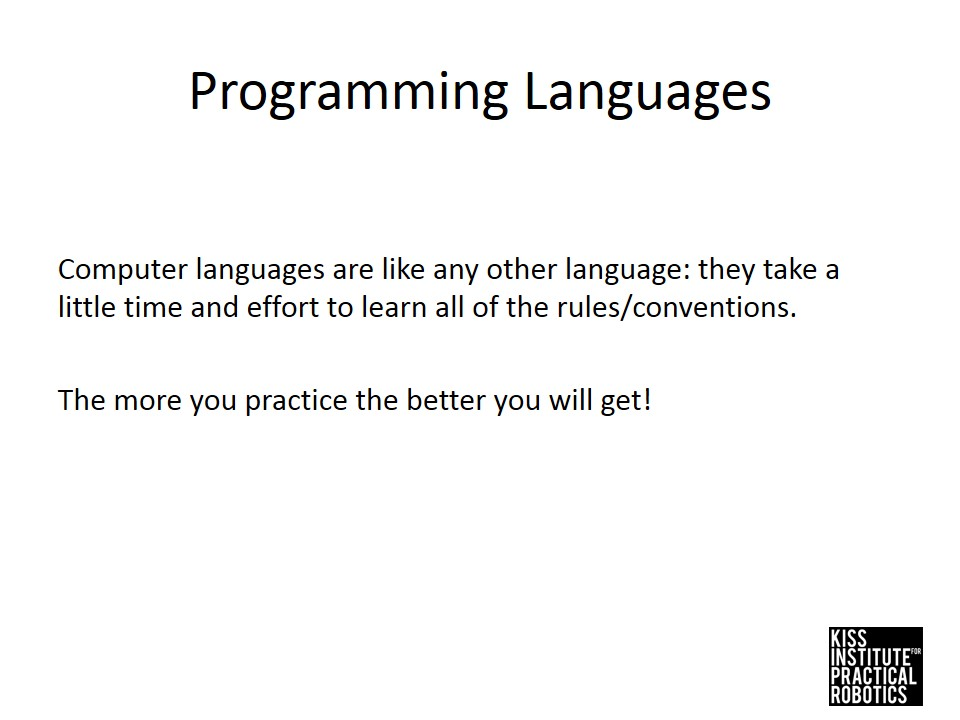 Programming Languages
Computer languages are like any other language: they take a
little time and effort to learn all of the rules/conventions.
The more you practice the better you will get!
KISS
INSTITUTE FOR
PRACTICAL
ROBOTICS